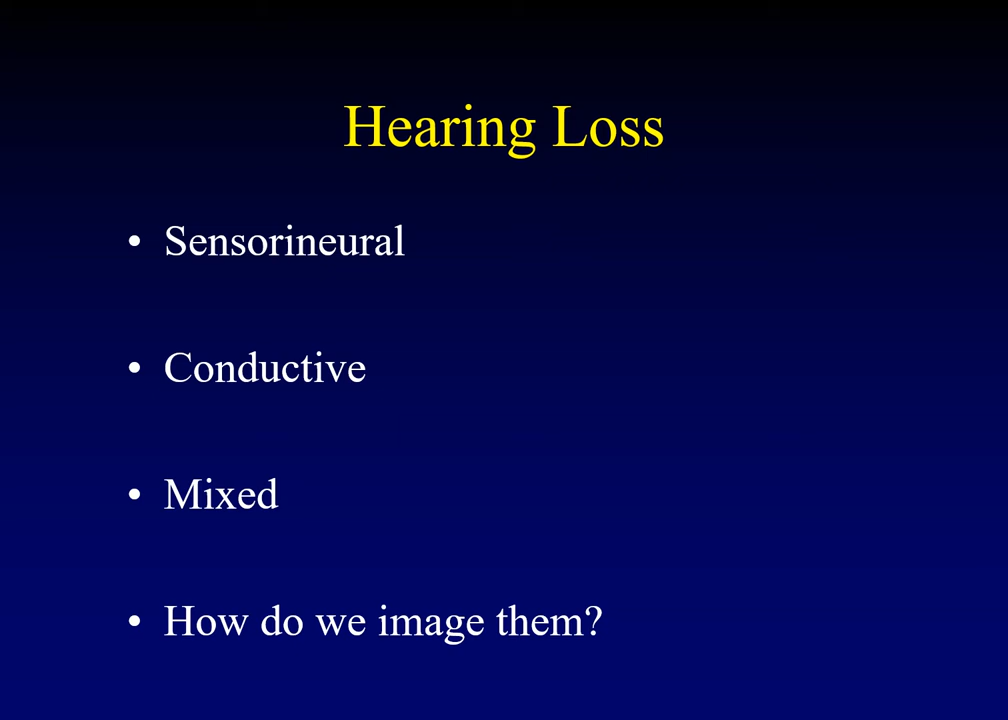 Hearing Loss
• Sensorineural
• Conductive
• Mixed
• How do we image them?